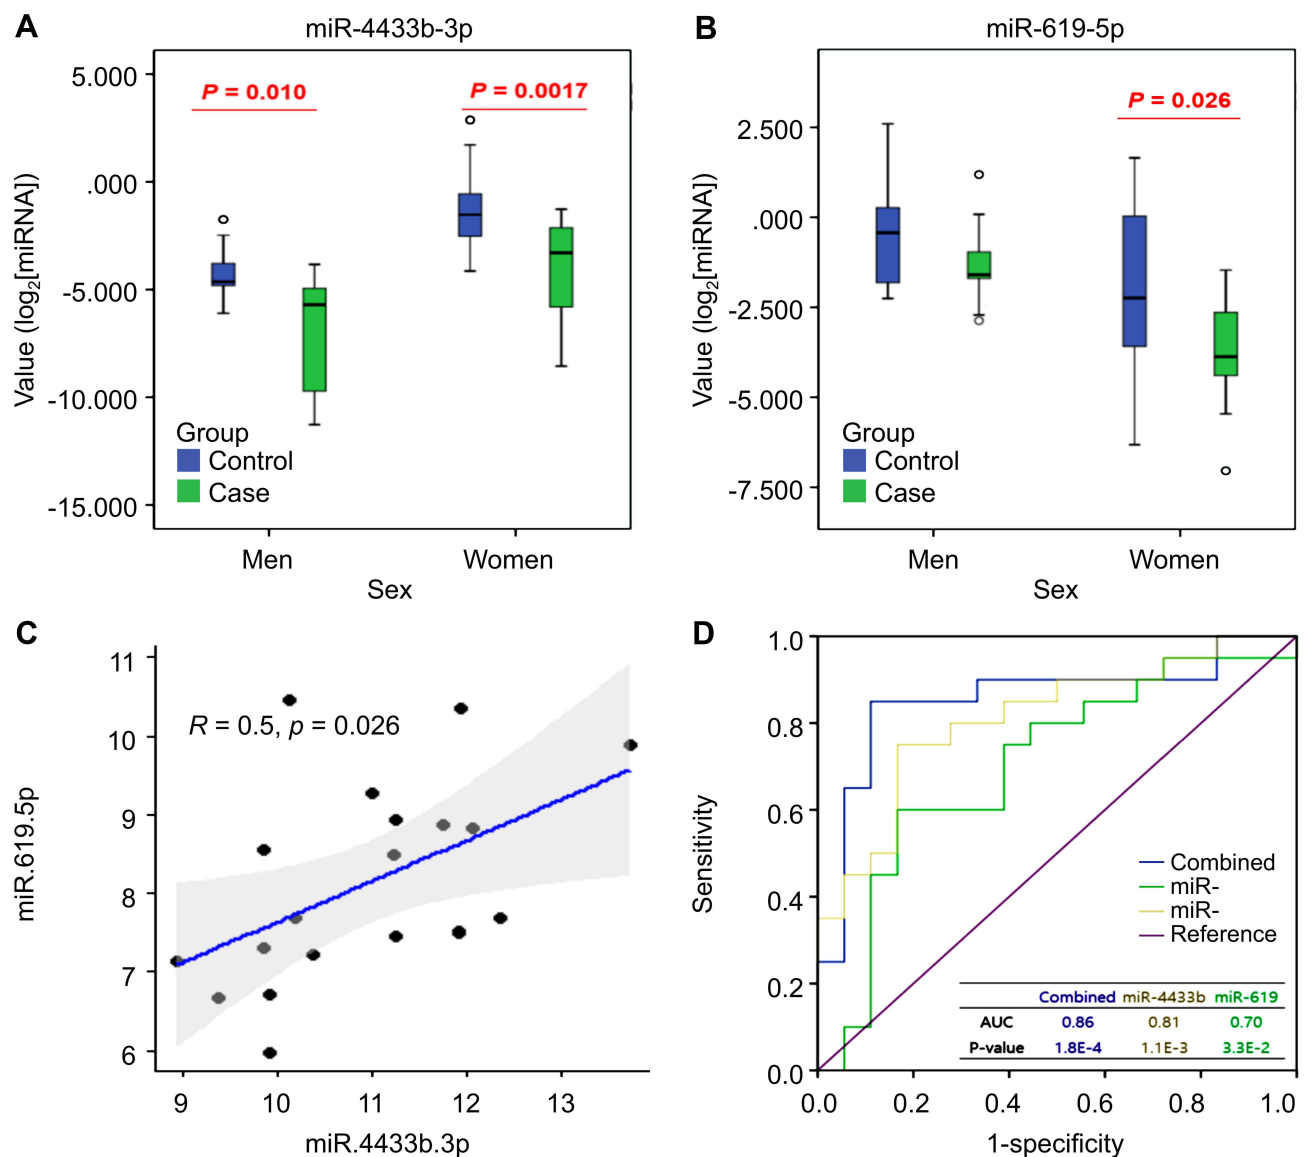 A
miR-4433b-3p
P = 0.010
P = 0.0017
5.000
.000
-5.000
-10.000
-15.000
Value (log2[miRNA])
Group
Control
Case
Men
Women
Sex
B
miR-619-5p
P = 0.026
2.500
.000
-2.500
-5.000
-7.500
Value (log2[miRNA])
Group
Control
Case
Men
Women
Sex
C
R = 0.5, p = 0.026
11
10
9
8
7
6
miR.619.5p
9 10 11 12 13
miR.4433b.3p
D
1.0
0.8
0.6
0.4
0.2
0.0
Sensitivity
Combined
miR-
miR-
Reference
Combined miR-4433b miR-619
AUC 0.86 0.81 0.70
P-value 1.8E-4 1.1E-3 3.3E-2
0.0 0.2 0.4 0.6 0.8 1.0
1-specificity